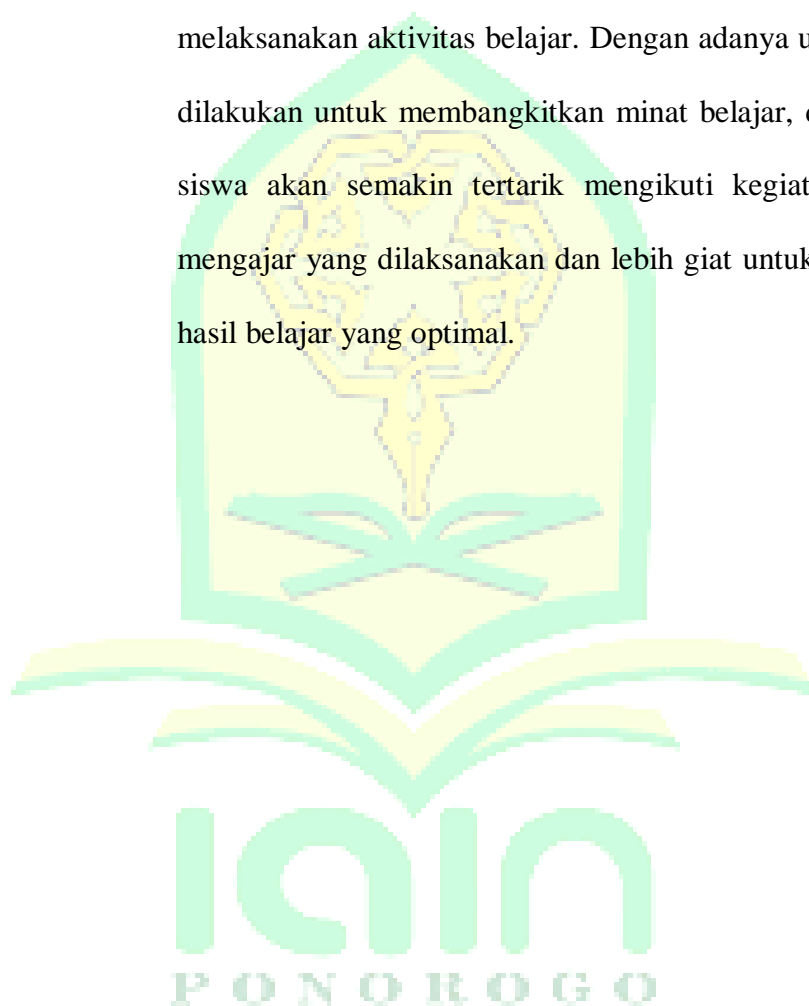 melaksanakan aktivitas belajar. Dengan adanya
dilakukan untuk membangkitkan minat belajar,
siswa akan semakin tertarik mengikuti
mengajar yang dilaksanakan dan lebih giat untuk
hasil belajar yang optimal.
iain
PONOROGO